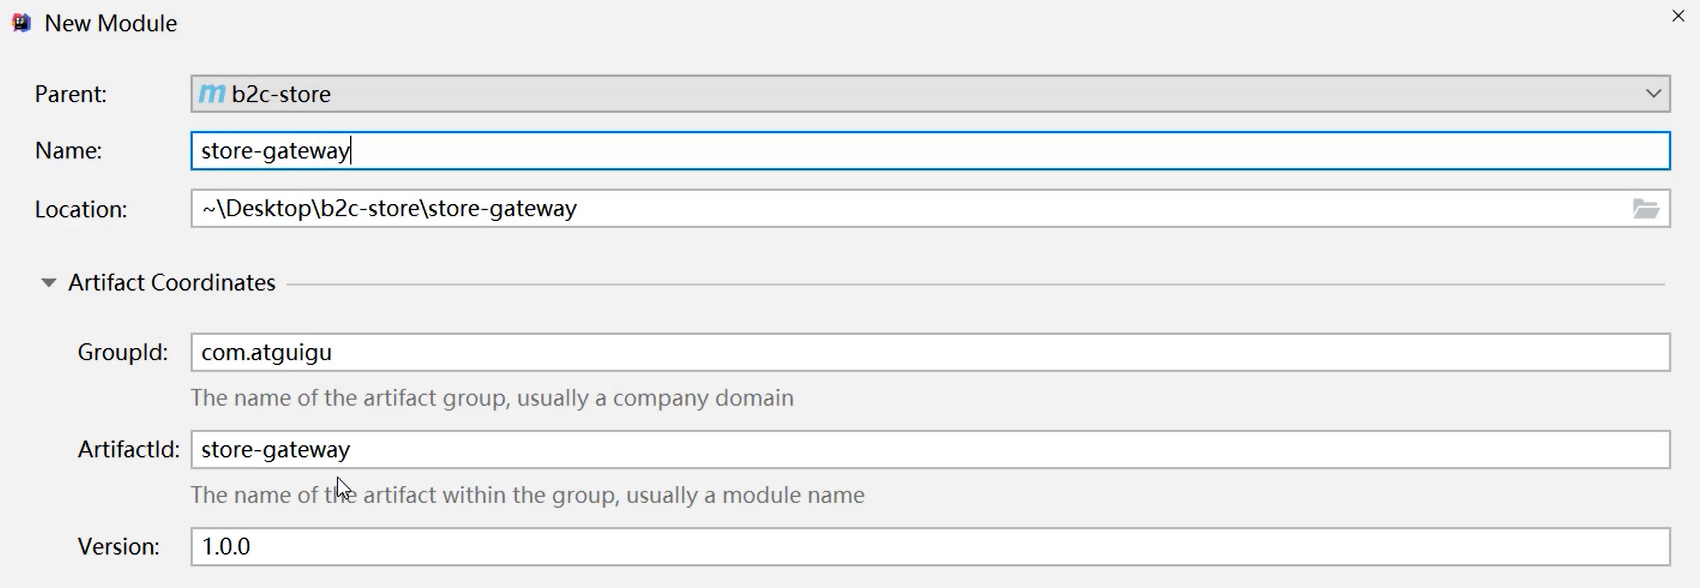 New Module
Parent: b2c-store
Name: store-gateway
Location: ~\Desktop\b2c-store\store-gateway
Artifact Coordinates
GroupId: com.atguigu
The name of the artifact group, usually a company domain
ArtifactId: store-gateway
The name of the artifact within the group, usually a module name
Version: 1.0.0